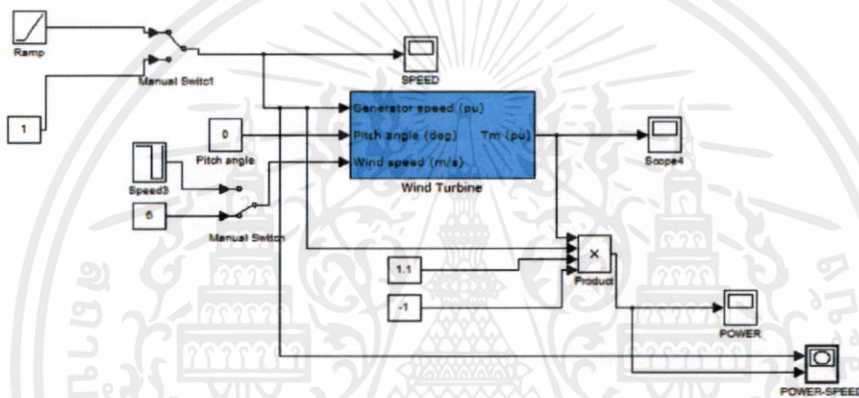 Ramp
Manual Switc1
SPEED
1
Generator speed (pu)
0
Pitch angle (deg)
Tm (pu)
Pitch angle
Scope4
Wind speed (m/s)
Speed3
Wind Turbine
6
Manual Switch
1.1
Product
-1
POWER
POWER-SPEED